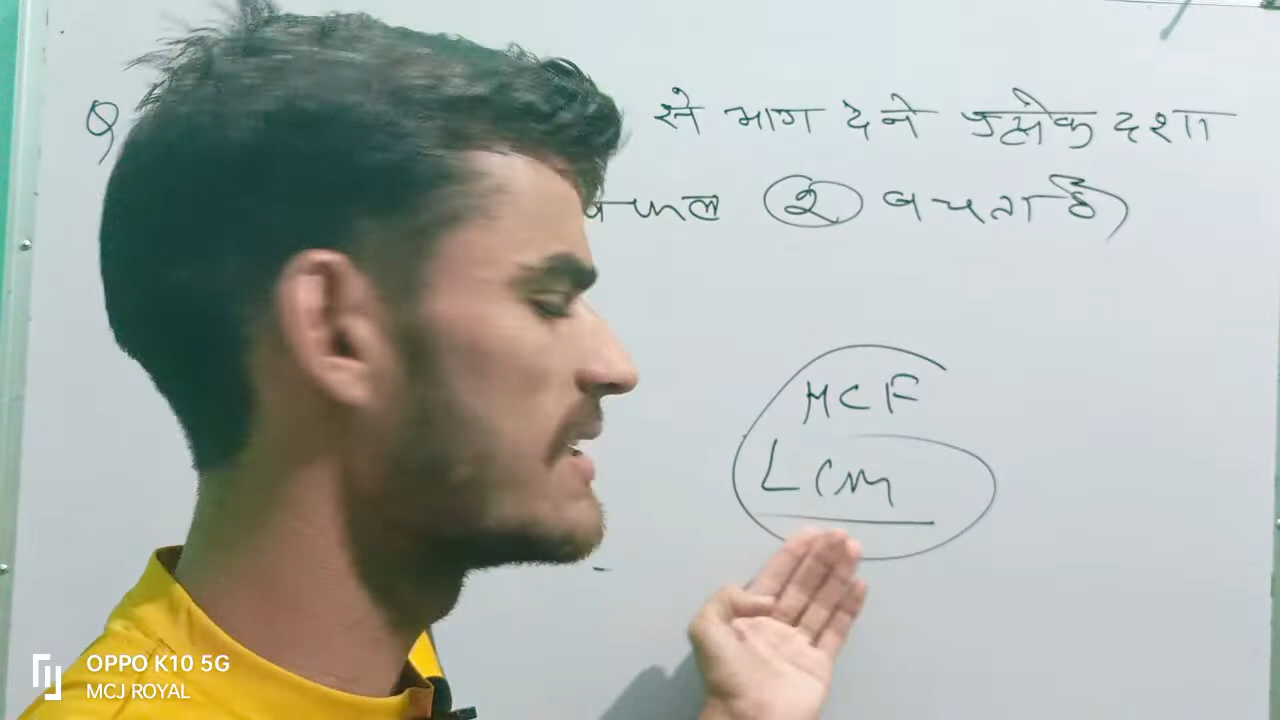 Q
से भाग देने प्रत्येक दशा
फल 2 बचता है)
HCF
LCM
OPPO K10 5G
MCJ ROYAL